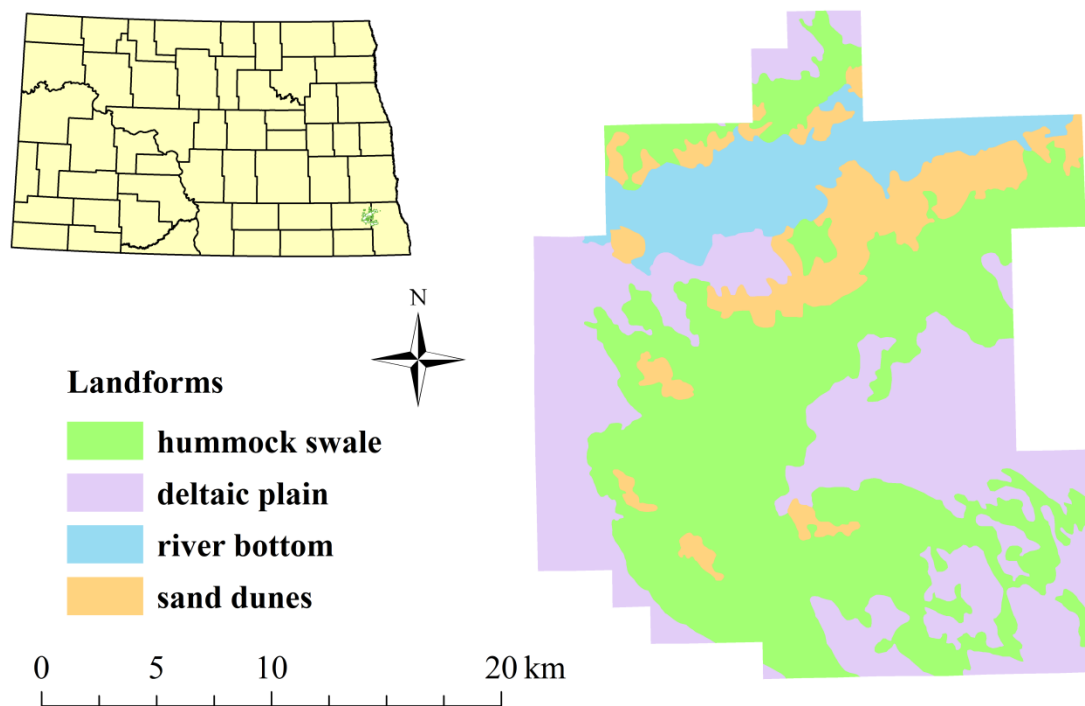 N
Landforms
hummock swale
deltaic plain
river bottom
sand dunes
0 5 10 20 km